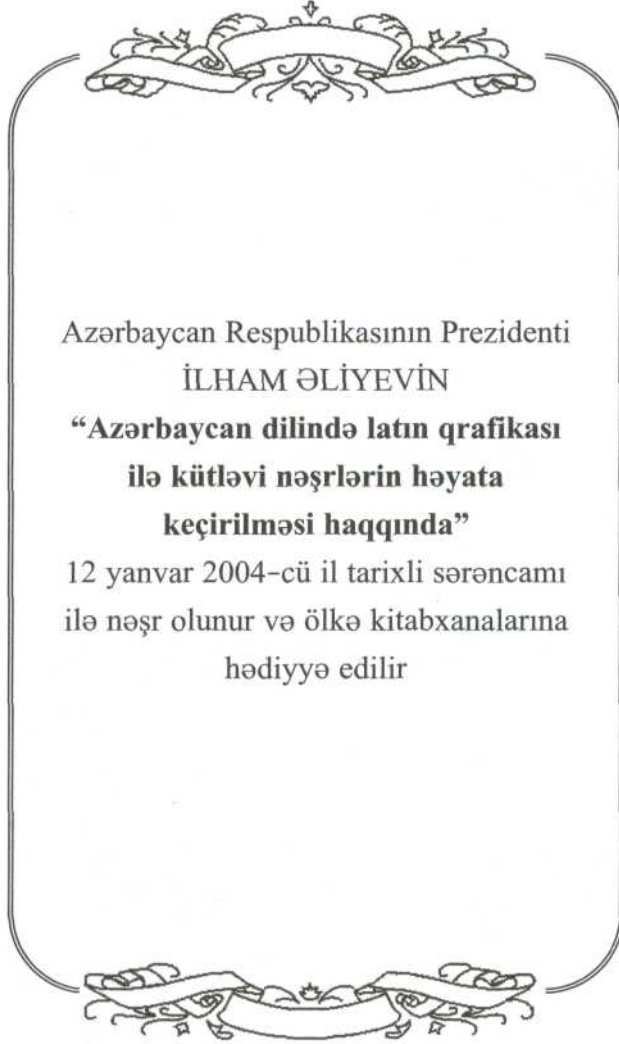 Azərbaycan Respublikasının Prezidenti
İLHAM ƏLİYEVİN
“Azərbaycan dilində latın qrafikası
ilə kütləvi nəşrlərin həyata
keçirilməsi haqqında”
12 yanvar 2004-cü il tarixli sərəncamı
ilə nəşr olunur və ölkə kitabxanalarına
hədiyyə edilir